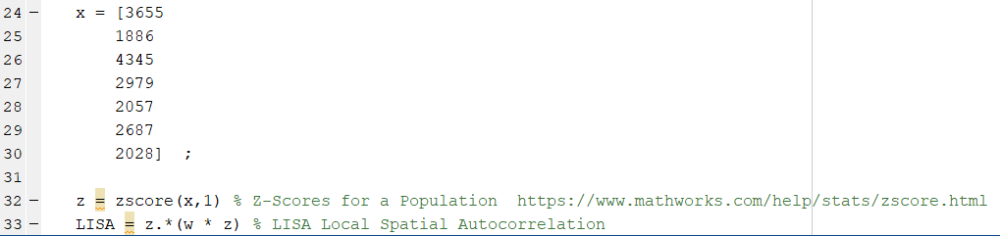 24 – x = [3655
25 1886
26 4345
27 2979
28 2057
29 2687
30 2028] ;
31
32 – z = zscore(x,1) % Z-Scores for a Population https://www.mathworks.com/help/stats/zscore.html
33 – LISA = z.*(w * z) % LISA Local Spatial Autocorrelation